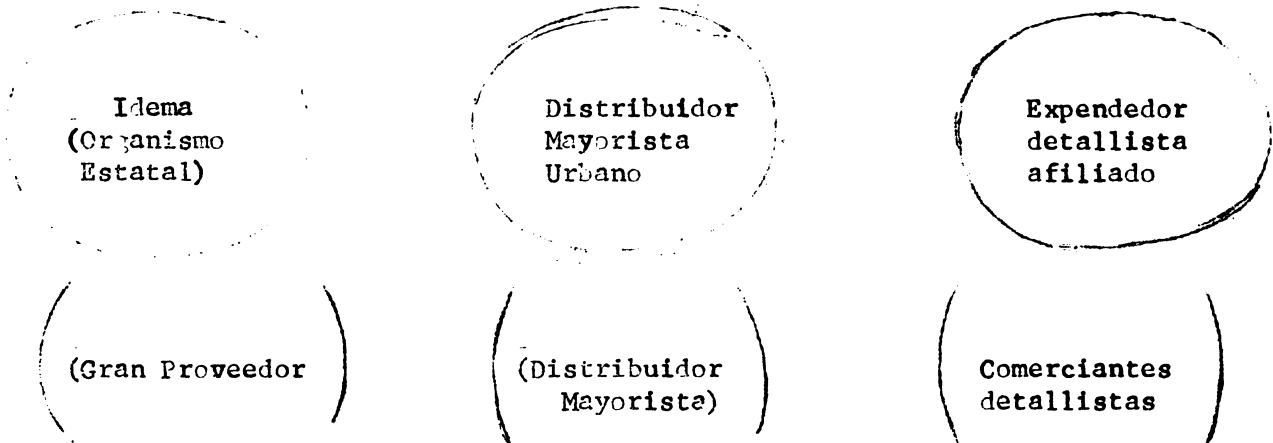 Idema
(Organismo
Estatal)
Distribuidor
Mayorista
Urbano
Expendedor
detallista
afiliado
(Gran Proveedor
(Distribuidor
Mayorista)
Comerciantes
detallistas